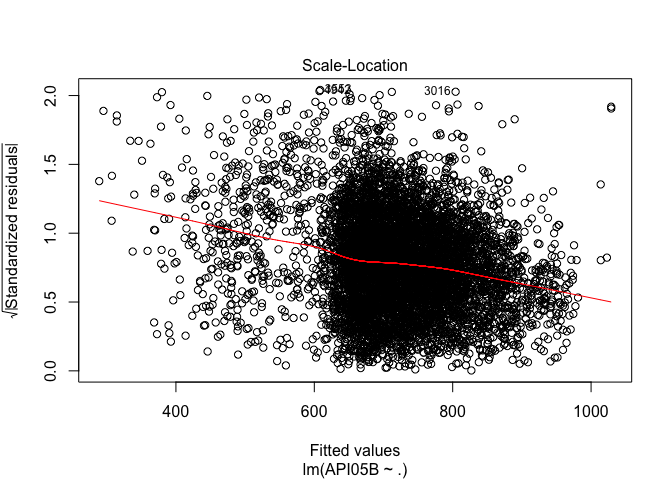 Scale-Location
3016
√|Standardized residuals|
2.0
1.5
1.0
0.5
0.0
400 600 800 1000
Fitted values
lm(API05B ~ .)